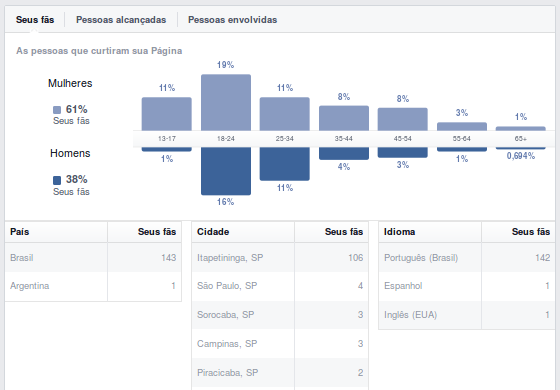 Seus fãs Pessoas alcançadas Pessoas envolvidas
As pessoas que curtiram sua Página
Mulheres
61%
Seus fãs
11% 19% 11% 8% 8% 3% 1%
13-17 18-24 25-34 35-44 45-54 55-64 65+
Homens
38%
Seus fãs
1% 16% 11% 4% 3% 1% 0,694%
País Seus fãs Cidade Seus fãs Idioma Seus fãs
Brasil 143 Itapetininga, SP 106 Português (Brasil) 142
Argentina 1 São Paulo, SP 4 Espanhol 1
Sorocaba, SP 3 Inglês (EUA) 1
Campinas, SP 3
Piracicaba, SP 2